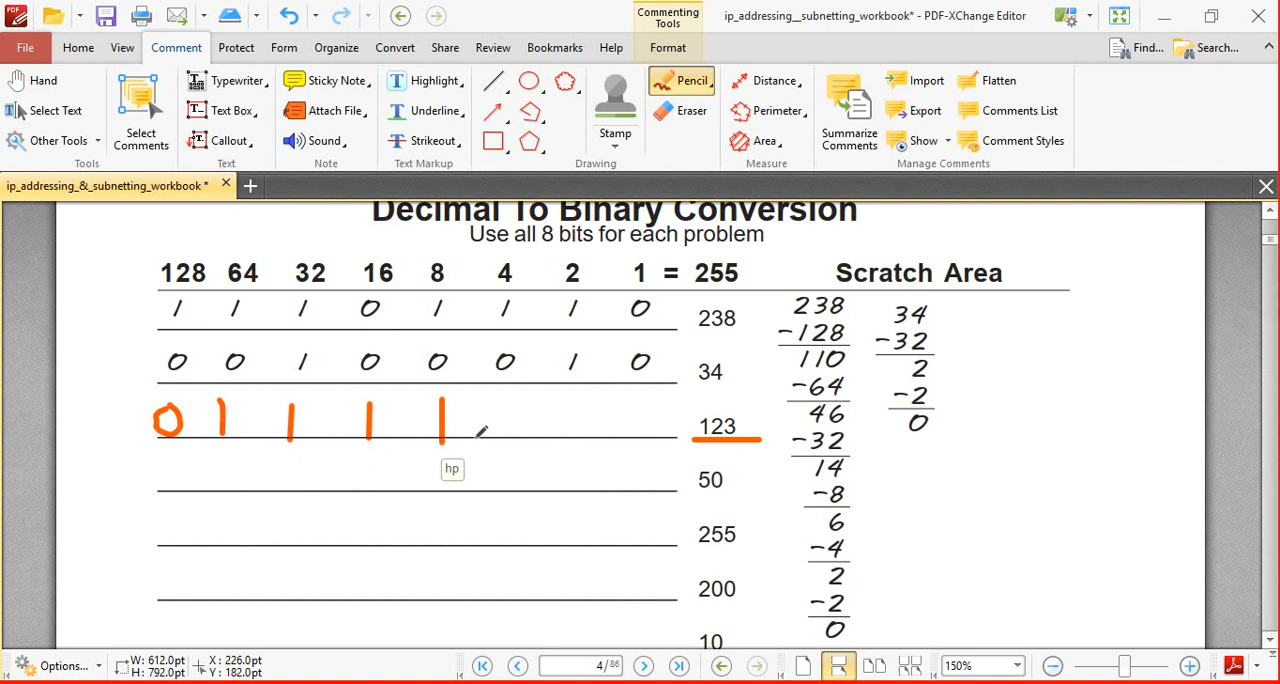 Commenting Tools
ip_addressing__subnetting_workbook* - PDF-XChange Editor
File Home View Comment Protect Form Organize Convert Share Review Bookmarks Help Format Find... Search...
Hand Typewriter Sticky Note Highlight Pencil Distance Import Flatten
Select Text Text Box Attach File Underline Eraser Perimeter Export Comments List
Other Tools Select Comments Callout Sound Strikeout Stamp Area Summarize Comments Show Comment Styles
Tools Text Note Text Markup Drawing Measure Manage Comments
ip_addressing_&_subnetting_workbook *
Decimal To Binary Conversion
Use all 8 bits for each problem
128 64 32 16 8 4 2 1 = 255 Scratch Area
1 1 1 0 1 1 1 0 238
0 0 1 0 0 0 1 0 34
0 1 1 1 1 123
hp
50
255
200
10
238
-128
110
-64
46
-32
14
-8
6
-4
2
-2
0
34
-32
2
-2
0
Options... W: 612.0pt X : 226.0pt
H: 792.0pt Y : 182.0pt
4 /86 150%